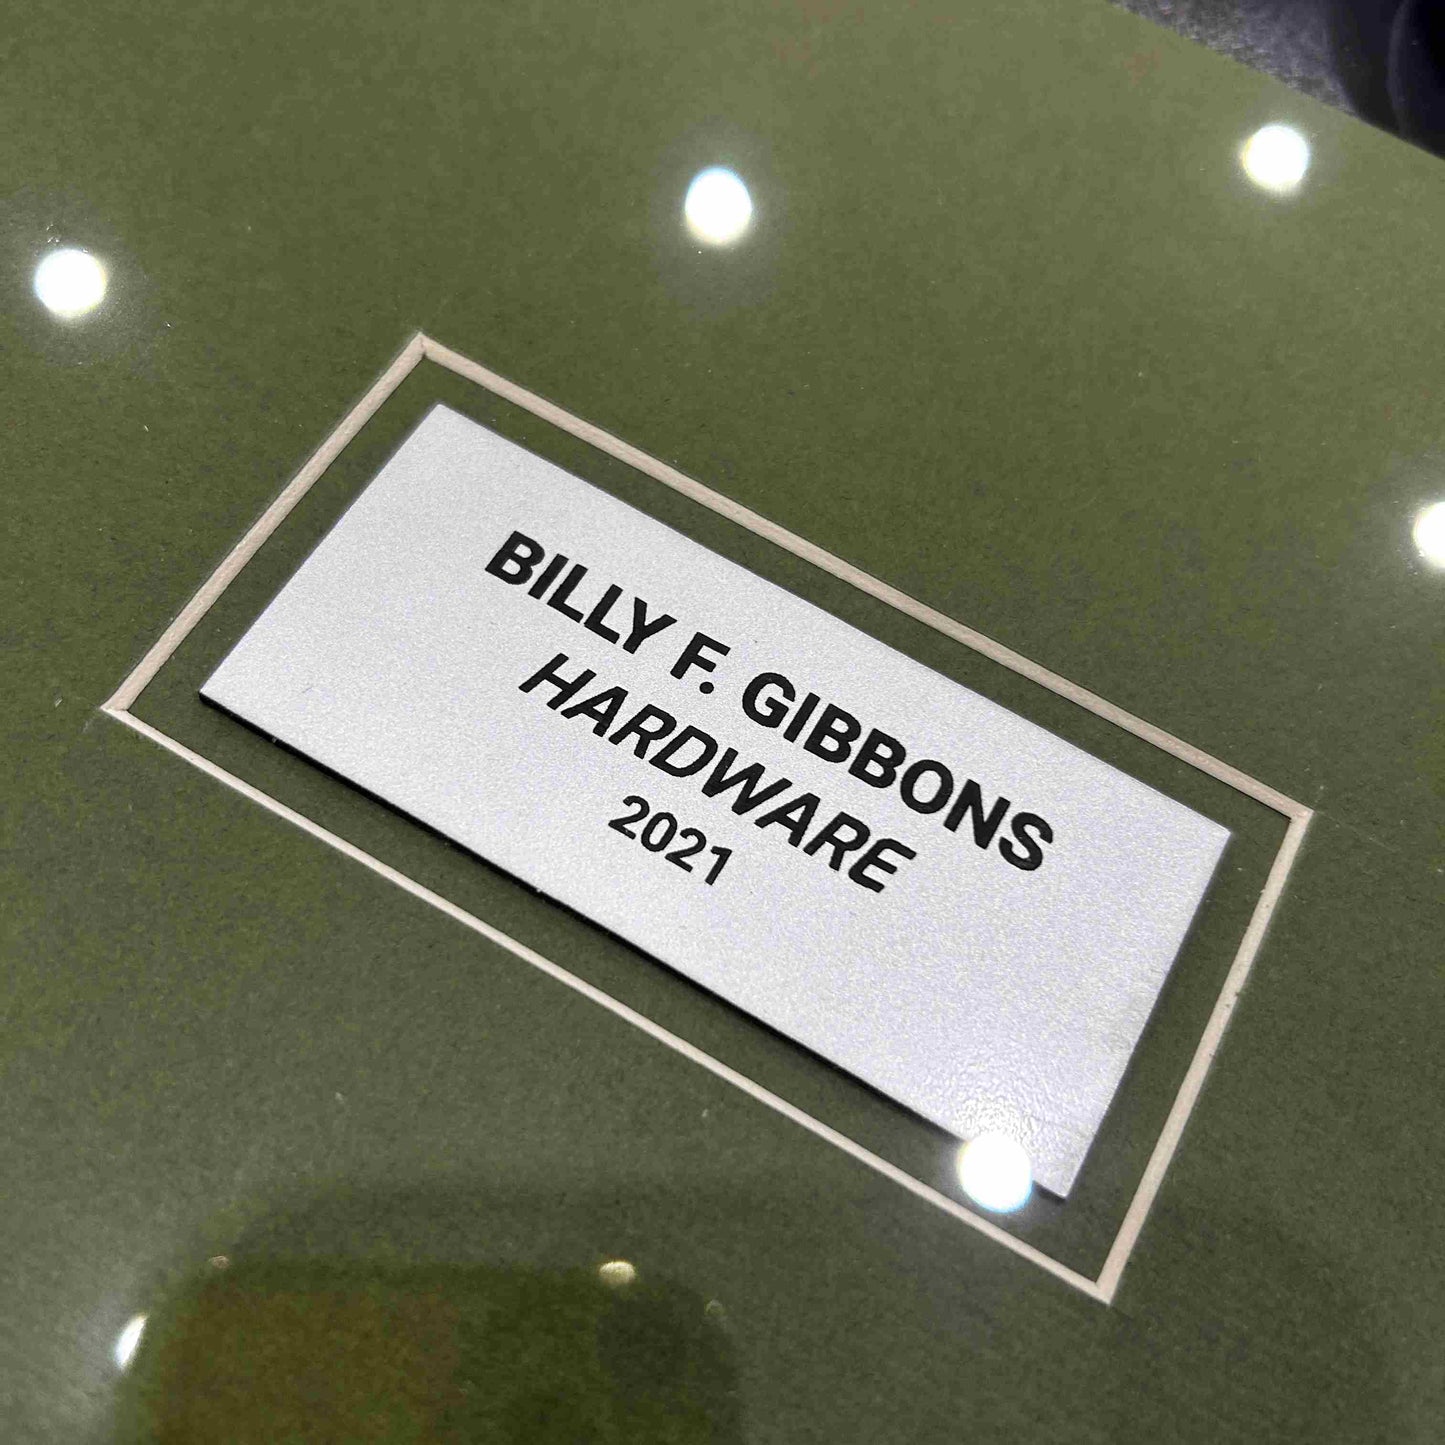 BILLY F. GIBBONS
HARDWARE
2021